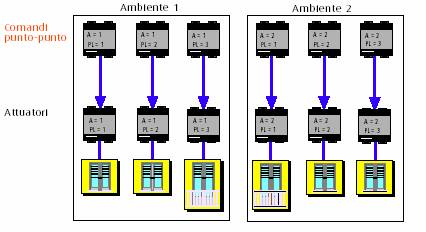 Ambiente 1
Ambiente 2
Comandi
punto-punto
A = 1
PL = 1
A = 1
PL = 2
A = 1
PL = 3
A = 2
PL = 1
A = 2
PL = 2
A = 2
PL = 3
Attuatori
A = 1
PL = 1
A = 1
PL = 2
A = 1
PL = 3
A = 2
PL = 1
A = 2
PL = 2
A = 2
PL = 3